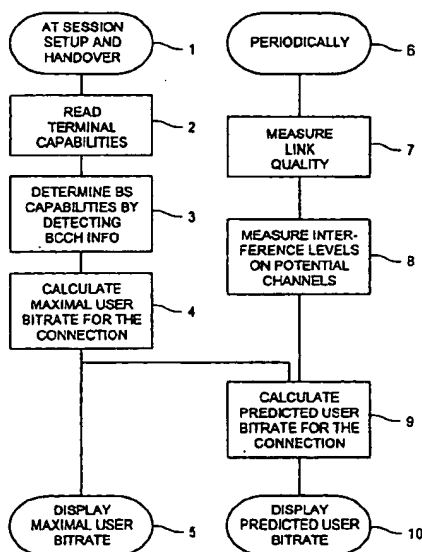 AT SESSION
SETUP AND
HANDOVER
1
READ
TERMINAL
CAPABILITIES
2
DETERMINE BS
CAPABILITIES BY
DETECTING
BCCH INFO
3
CALCULATE
MAXIMAL USER
BITRATE FOR THE
CONNECTION
4
DISPLAY
MAXIMAL USER
BITRATE
5
PERIODICALLY
6
MEASURE
LINK
QUALITY
7
MEASURE INTER-
FERENCE LEVELS
ON POTENTIAL
CHANNELS
8
CALCULATE
PREDICTED USER
BITRATE FOR THE
CONNECTION
9
DISPLAY
PREDICTED USER
BITRATE
10